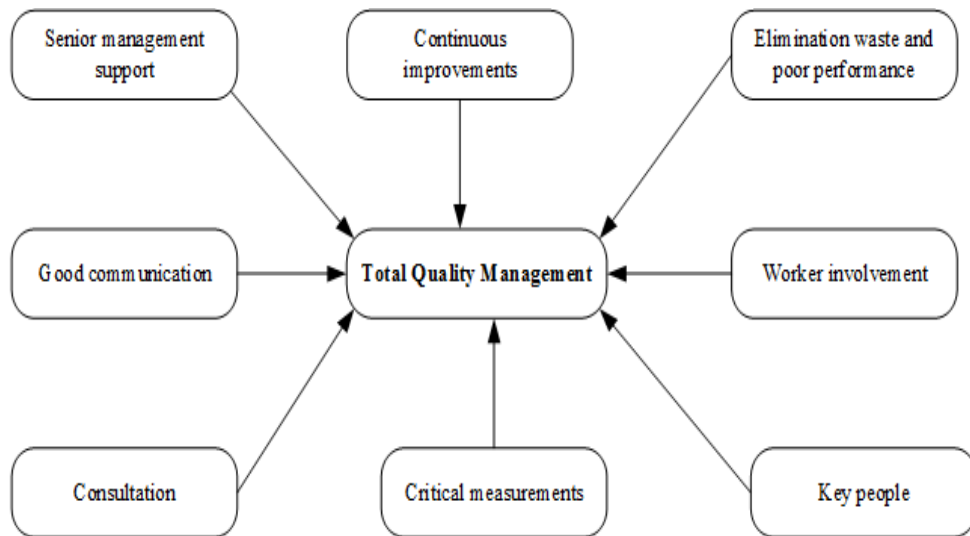 Senior management
support
Continuous
improvements
Elimination waste and
poor performance
Good communication
Total Quality Management
Worker involvement
Consultation
Critical measurements
Key people